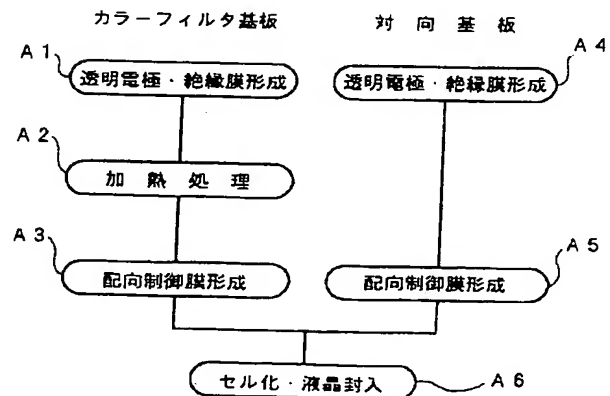 カラーフィルタ基板 対向基板
A1 透明電極・絶縁膜形成 透明電極・絶縁膜形成 A4
A2 加熱処理
A3 配向制御膜形成 配向制御膜形成 A5
セル化・液晶封入 A6